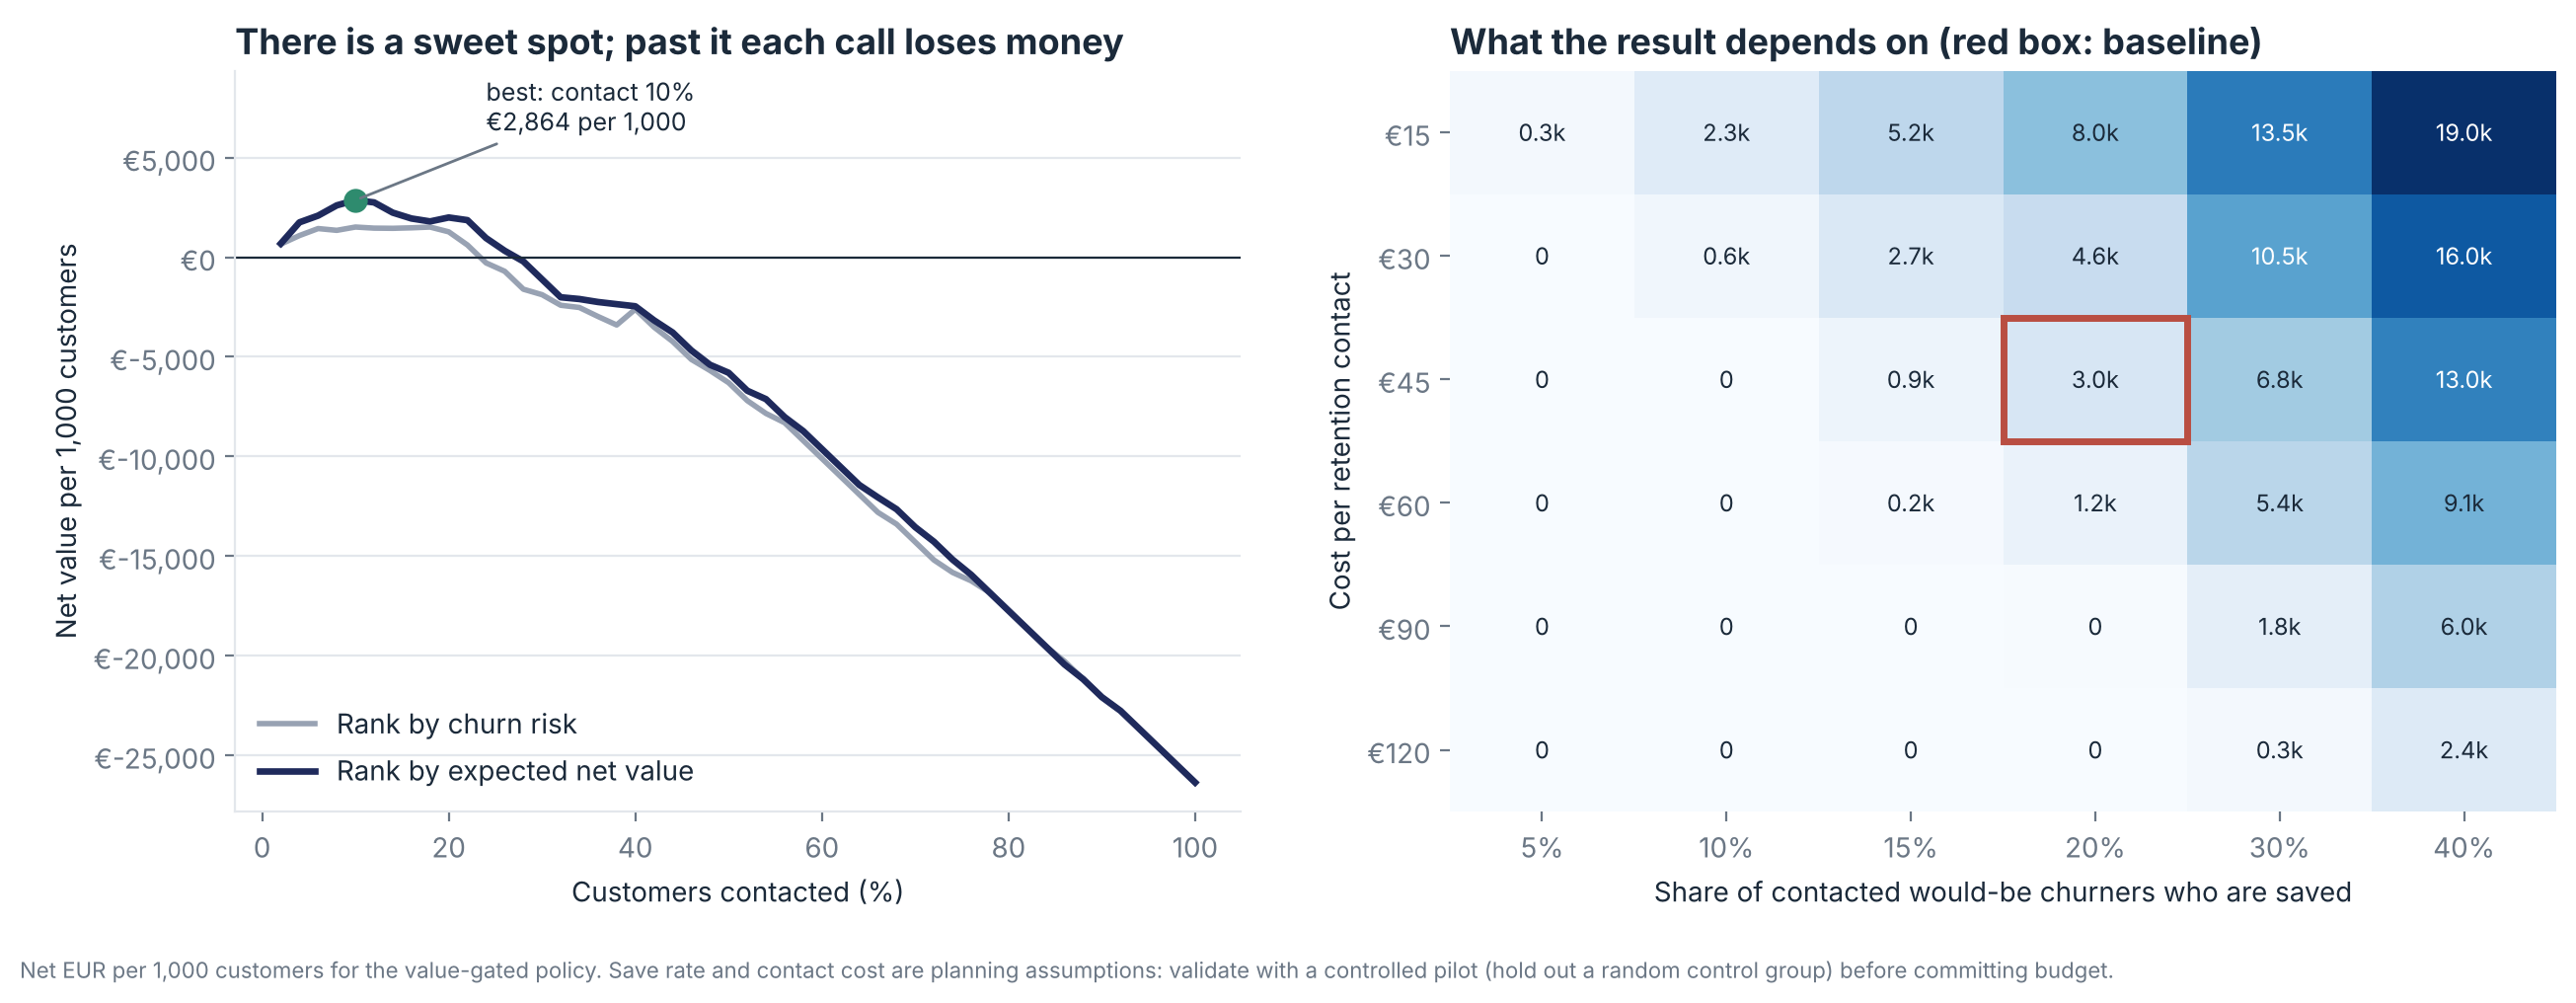 There is a sweet spot; past it each call loses money
best: contact 10%
€2,864 per 1,000
€5,000
€0
€-5,000
€-10,000
€-15,000
€-20,000
€-25,000
Net value per 1,000 customers
Rank by churn risk
Rank by expected net value
0 20 40 60 80 100
Customers contacted (%)
What the result depends on (red box: baseline)
Cost per retention contact
€15 0.3k 2.3k 5.2k 8.0k 13.5k 19.0k
€30 0 0.6k 2.7k 4.6k 10.5k 16.0k
€45 0 0 0.9k 3.0k 6.8k 13.0k
€60 0 0 0.2k 1.2k 5.4k 9.1k
€90 0 0 0 0 1.8k 6.0k
€120 0 0 0 0 0.3k 2.4k
5% 10% 15% 20% 30% 40%
Share of contacted would-be churners who are saved
Net EUR per 1,000 customers for the value-gated policy. Save rate and contact cost are planning assumptions: validate with a controlled pilot (hold out a random control group) before committing budget.